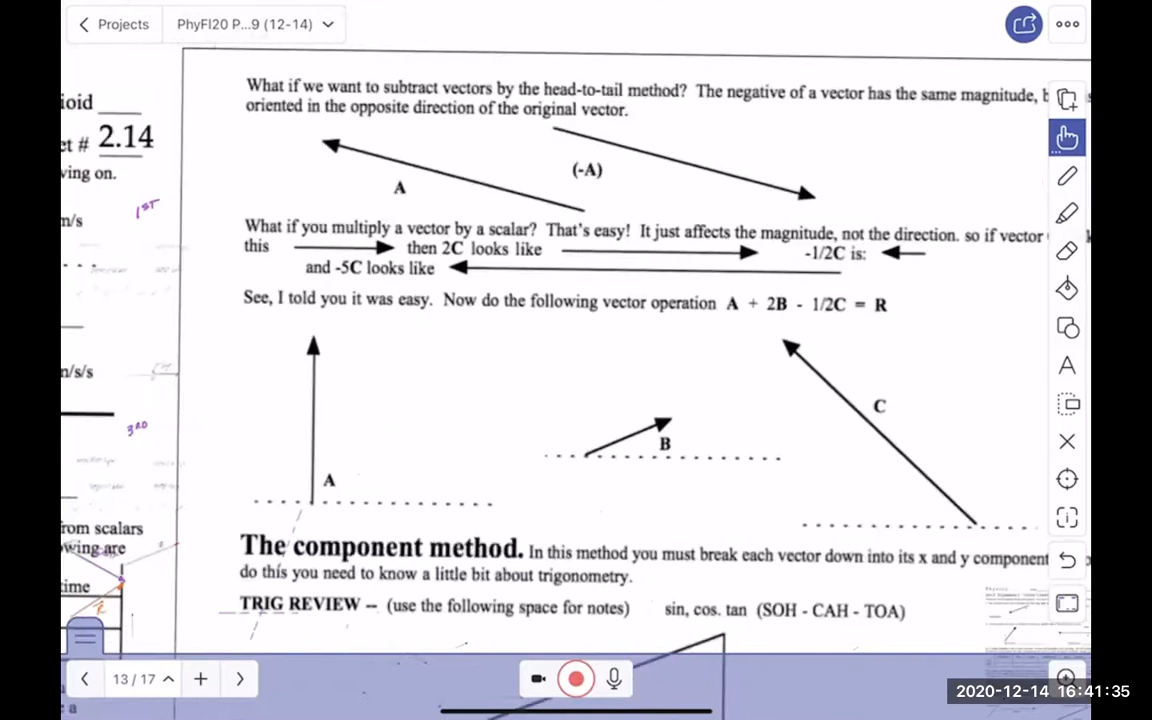 Projects
PhyFl20 P...9 (12-14)
What if we want to subtract vectors by the head-to-tail method? The negative of a vector has the same magnitude,
oriented in the opposite direction of the original vector.
ioid
et # 2.14
ving on.
m/s
1ST
A
(-A)
What if you multiply a vector by a scalar? That's easy! It just affects the magnitude, not the direction. so if vector
this then 2C looks like -1/2C is:
and -5C looks like
See, I told you it was easy. Now do the following vector operation A + 2B - 1/2C = R
n/s/s
3RD
A
B
C
from scalars
owing are
time
The component method. In this method you must break each vector down into its x and y component
do this you need to know a little bit about trigonometry.
TRIG REVIEW -- (use the following space for notes) sin, cos. tan (SOH - CAH - TOA)
13 / 17
2020-12-14 16:41:35